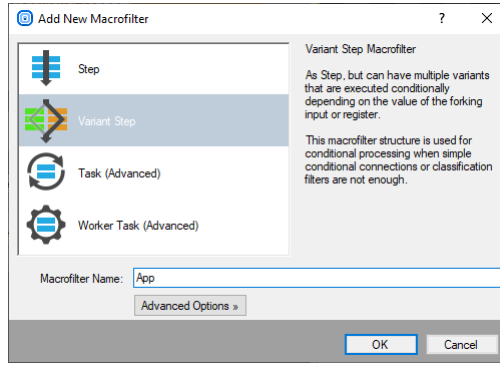 Add New Macrofilter
?
Step
Variant Step
Task (Advanced)
Worker Task (Advanced)
Variant Step Macrofilter
As Step, but can have multiple variants
that are executed conditionally
depending on the value of the forking
input or register.
This macrofilter structure is used for
conditional processing when simple
conditional connections or classification
filters are not enough.
Macrofilter Name: App
Advanced Options »
OK Cancel